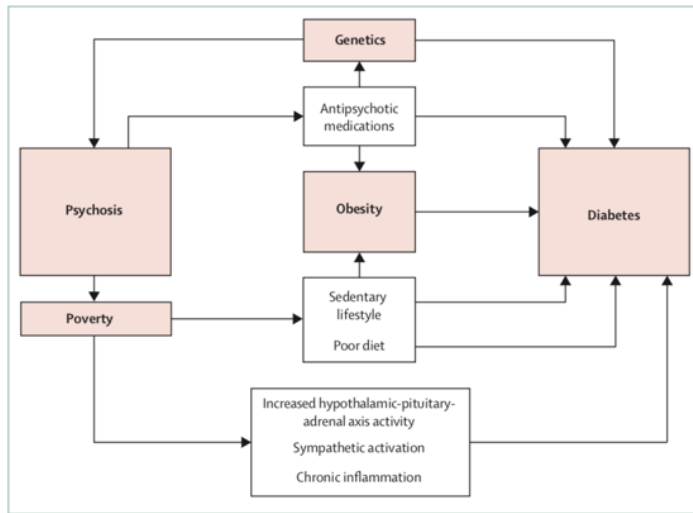 Genetics
Antipsychotic
medications
Psychosis
Obesity
Diabetes
Poverty
Sedentary
lifestyle
Poor diet
Increased hypothalamic-pituitary-
adrenal axis activity
Sympathetic activation
Chronic inflammation